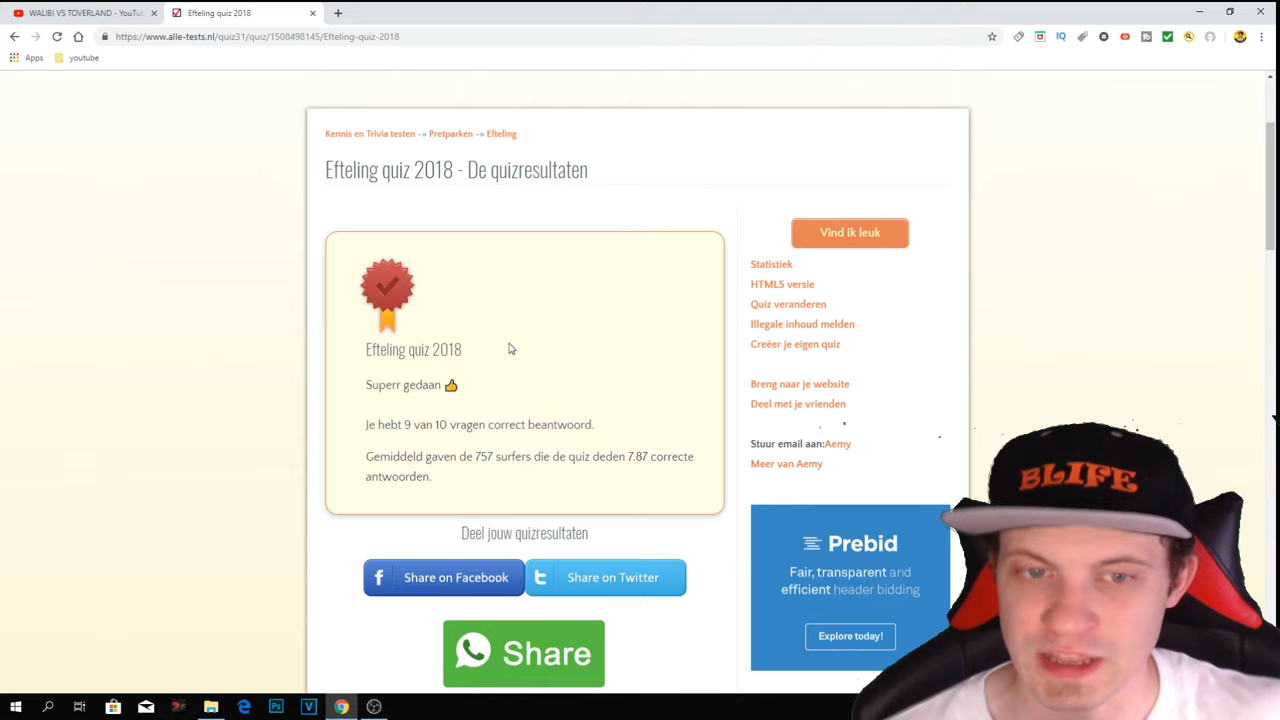 WALIBI VS TOVERLAND - YouTub
Efteling quiz 2018
https://www.alle-tests.nl/quiz31/quiz/1508498145/Efteling-quiz-2018
Apps
youtube
Kennis en Trivia testen -» Pretparken -» Efteling
Efteling quiz 2018 - De quizresultaten
Efteling quiz 2018
Superr gedaan 👍
Je hebt 9 van 10 vragen correct beantwoord.
Gemiddeld gaven de 757 surfers die de quiz deden 7.87 correcte
antwoorden.
Deel jouw quizresultaten
Share on Facebook
Share on Twitter
Share
Vind ik leuk
Statistiek
HTML5 versie
Quiz veranderen
Illegale inhoud melden
Creëer je eigen quiz
Breng naar je website
Deel met je vrienden
Stuur email aan:Aemy
Meer van Aemy
Prebid
Fair, transparent and
efficient header bidding
Explore today!
BLIFE